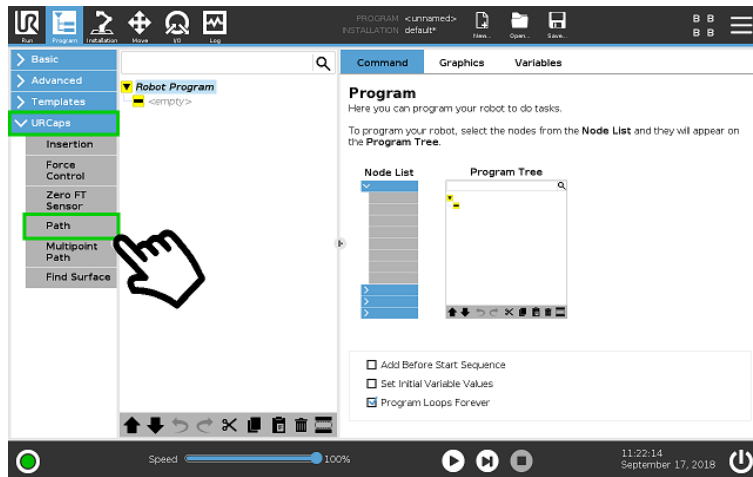 UR
PROGRAM <unnamed>
INSTALLATION default*
B B
B B
Run Program Installation Move I/O Log New... Open... Save...
Basic
Advanced
Templates
URCaps
Insertion
Force
Control
Zero FT
Sensor
Path
Multipoint
Path
Find Surface
Robot Program
<empty>
Command Graphics Variables
Program
Here you can program your robot to do tasks.
To program your robot, select the nodes from the Node List and they will appear on
the Program Tree.
Node List Program Tree
Add Before Start Sequence
Set Initial Variable Values
Program Loops Forever
Speed 100%
11:22:14
September 17, 2018